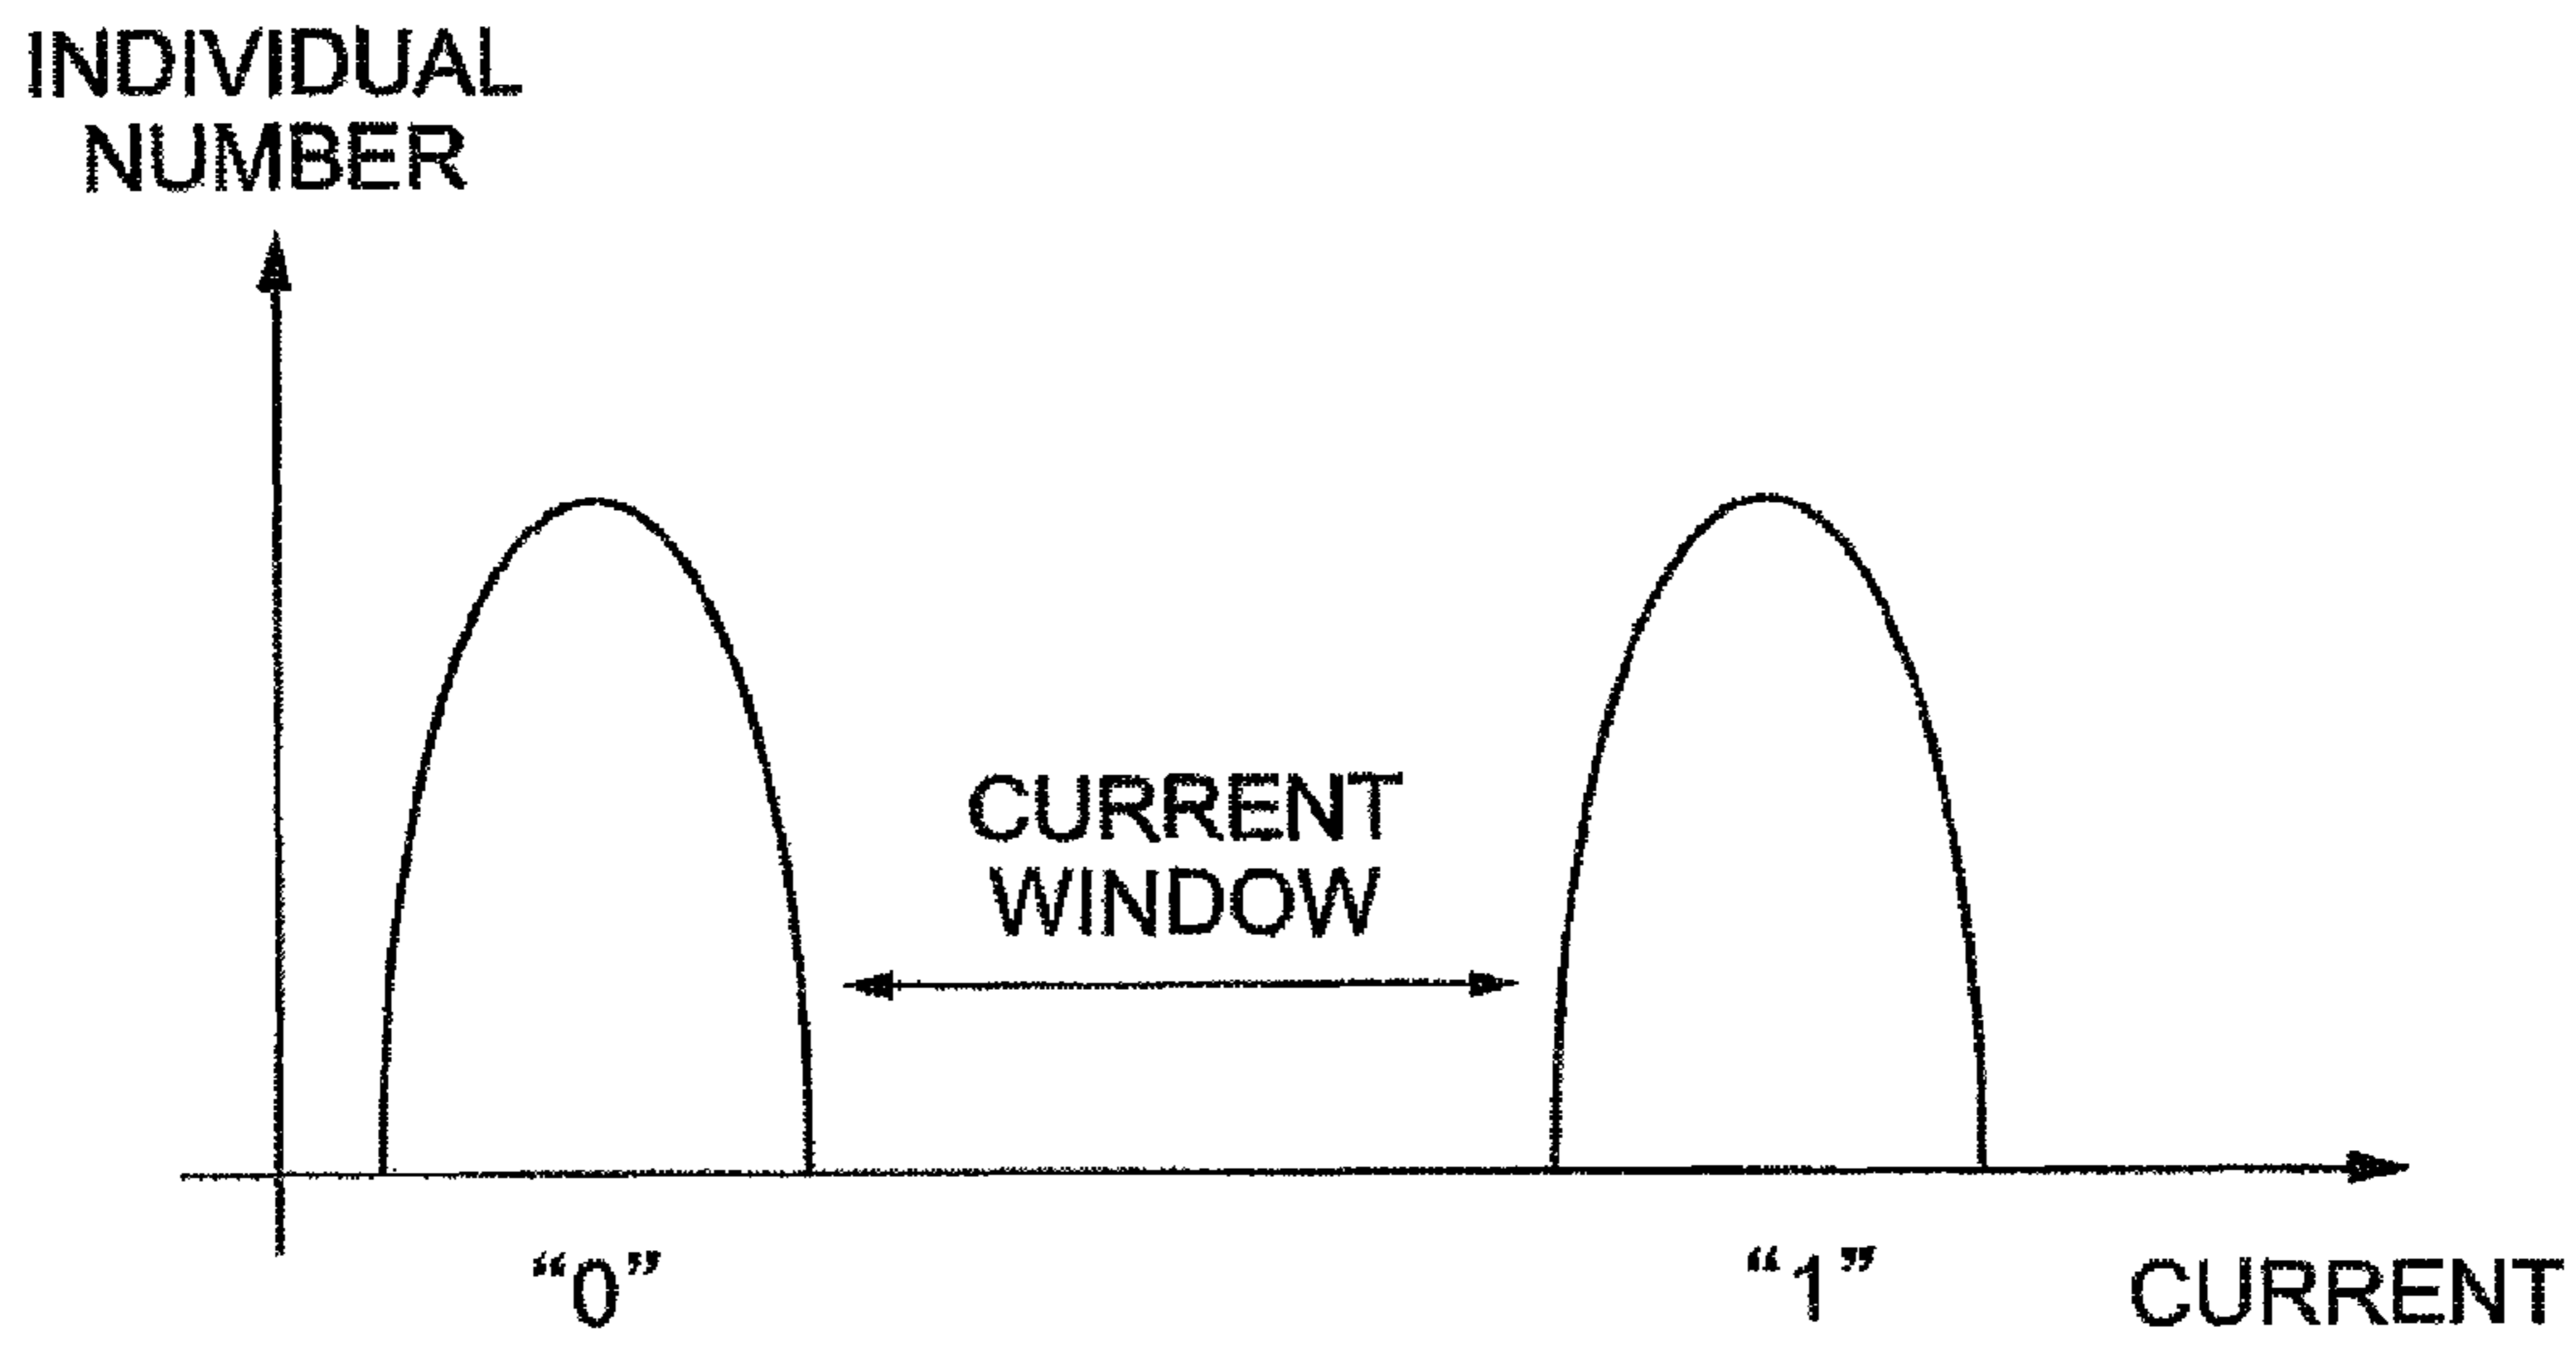 INDIVIDUAL
NUMBER
CURRENT
WINDOW
“0”
“1”
CURRENT